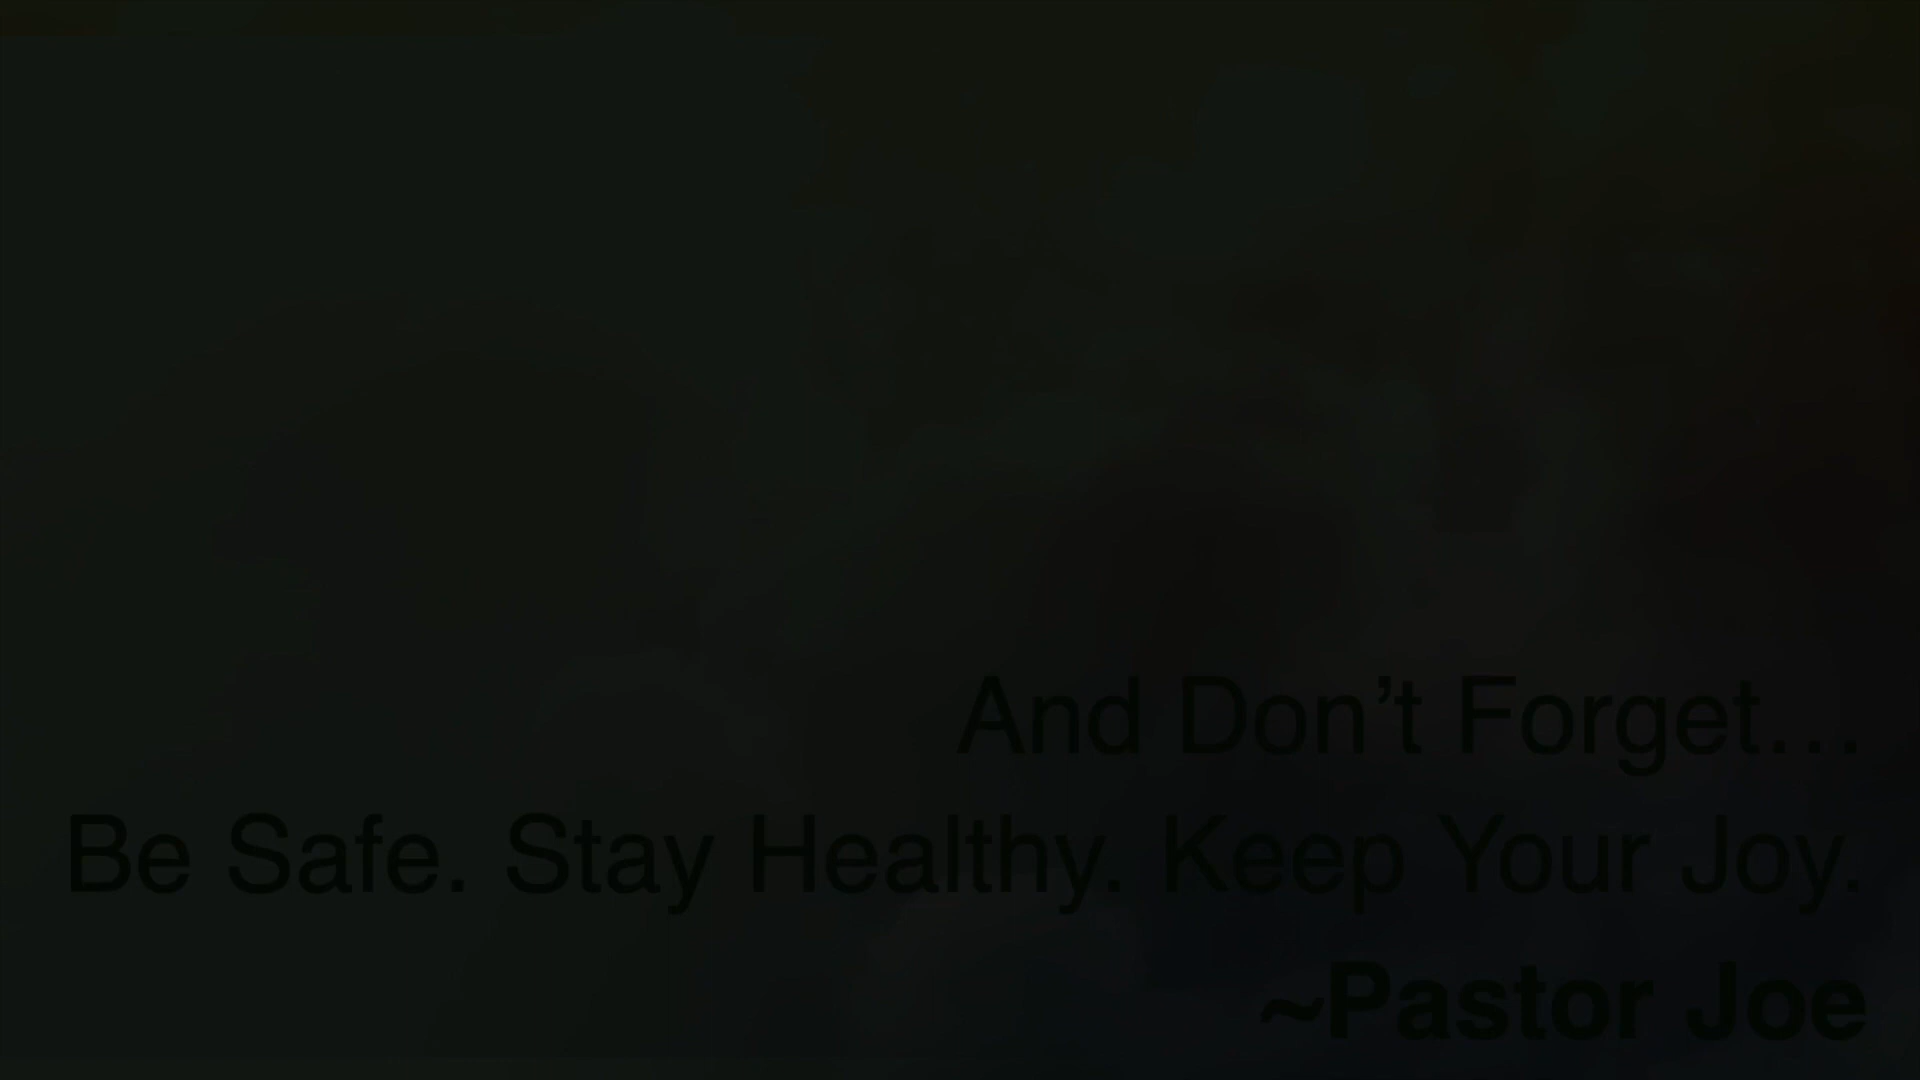 And Don’t Forget…
Be Safe. Stay Healthy. Keep Your Joy.
~Pastor Joe